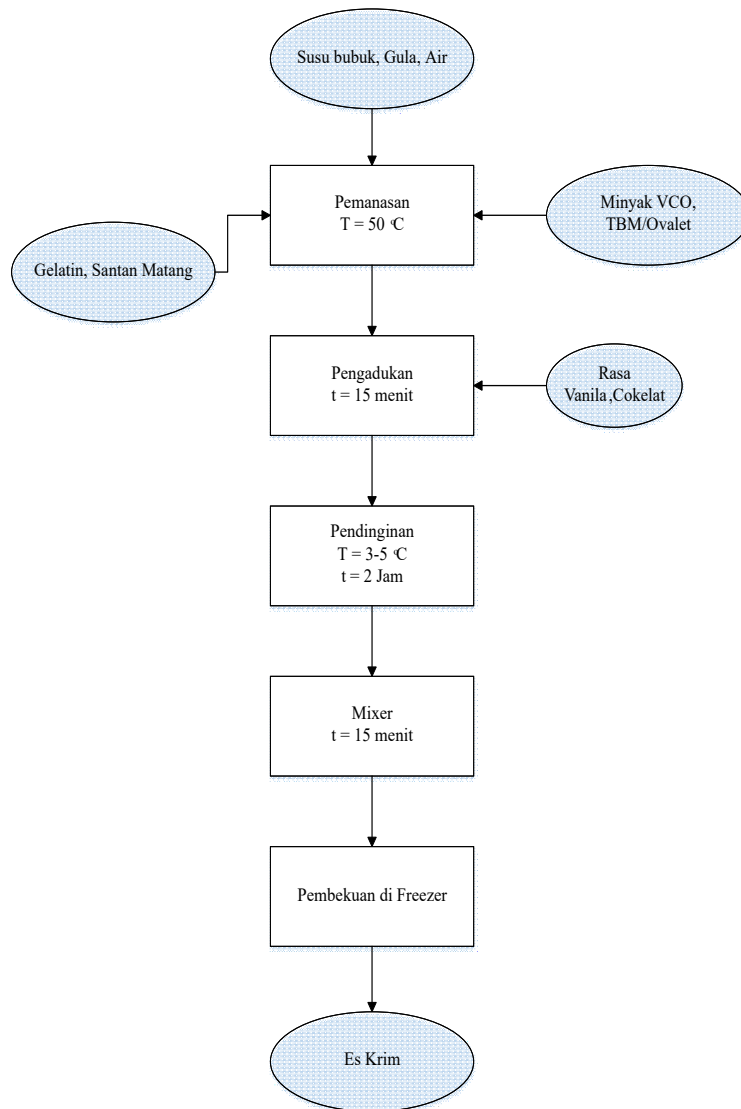 Susu bubuk, Gula, Air
Pemanasan
T = 50 °C
Minyak VCO,
TBM/Ovalet
Gelatin, Santan Matang
Pengadukan
t = 15 menit
Rasa
Vanila ,Cokelat
Pendinginan
T = 3-5 °C
t = 2 Jam
Mixer
t = 15 menit
Pembekuan di Freezer
Es Krim